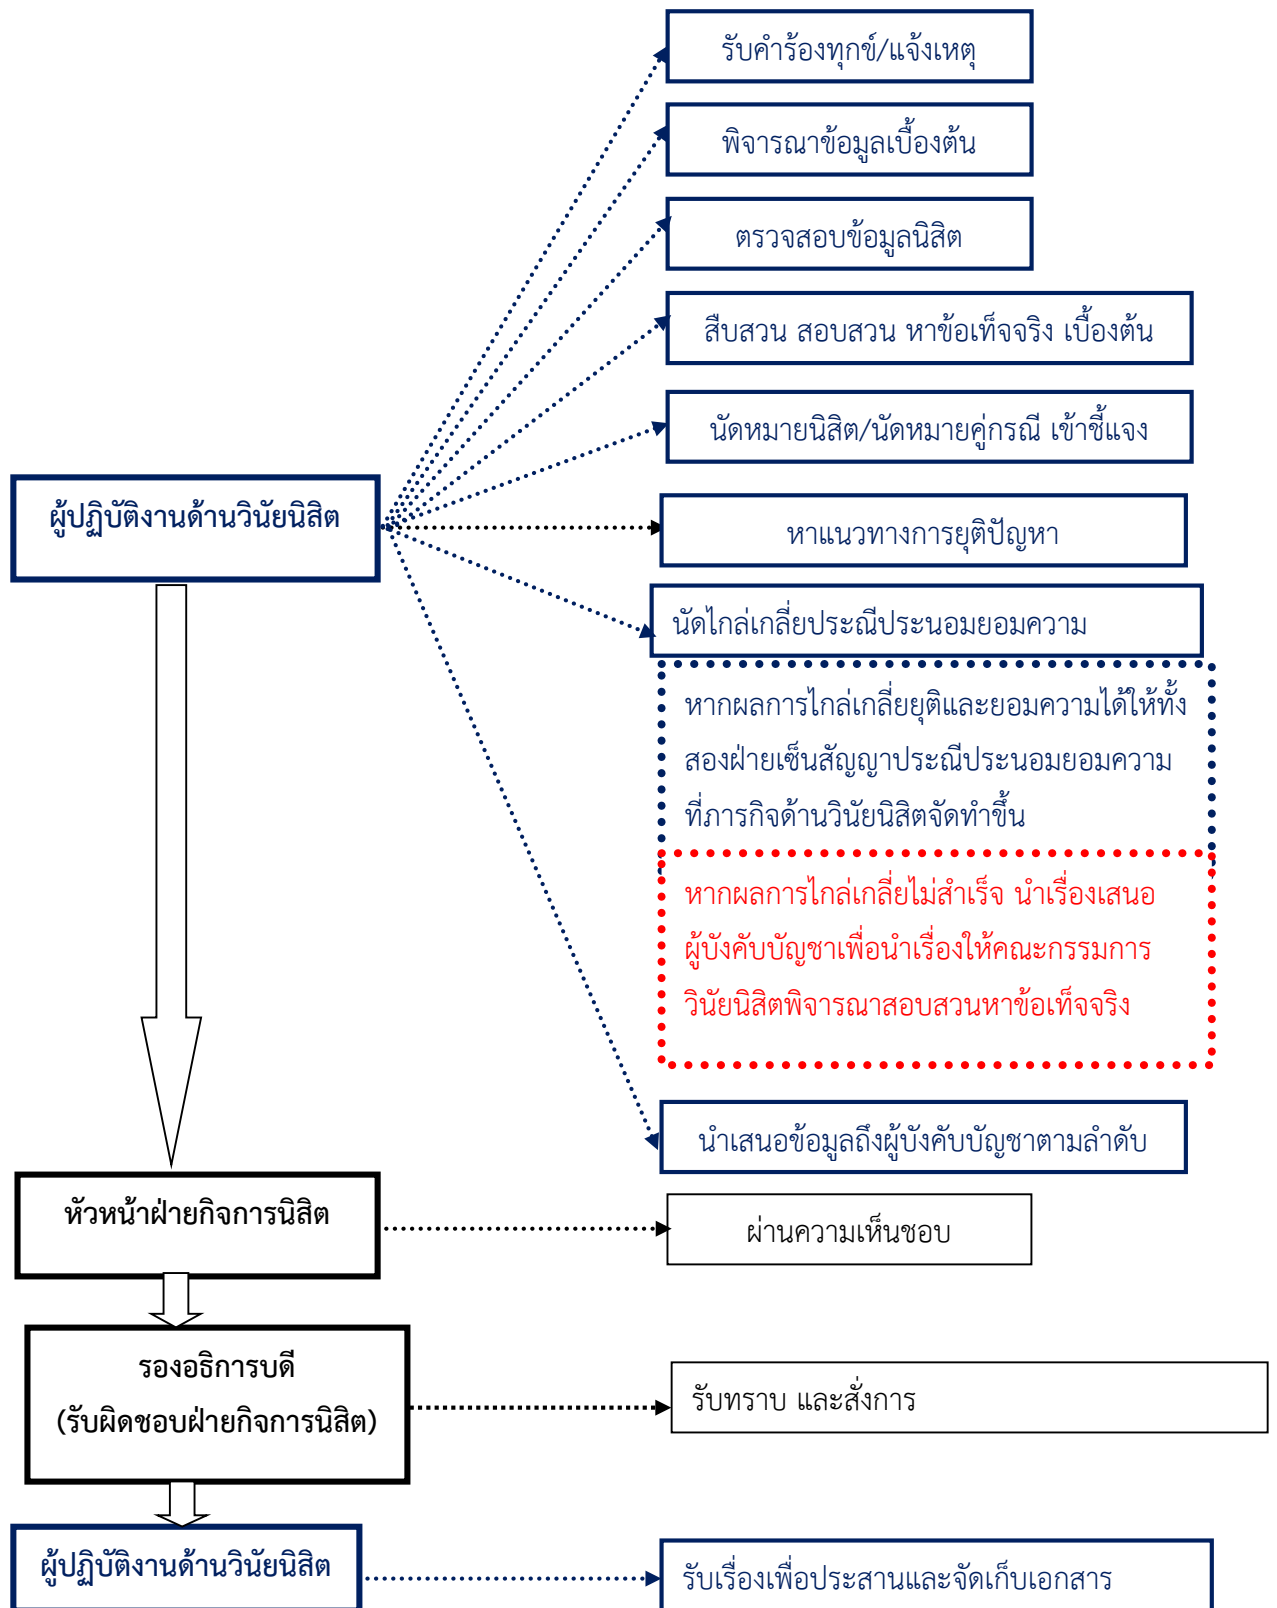 รับคำร้องทุกข์/แจ้งเหตุ
พิจารณาข้อมูลเบื้องต้น
ตรวจสอบข้อมูลนิสิต
สืบสวน สอบสวน หาข้อเท็จจริง เบื้องต้น
นัดหมายนิสิต/นัดหมายคู่กรณี เข้าชี้แจง
ผู้ปฏิบัติงานด้านวินัยนิสิต
หาแนวทางการยุติปัญหา
นัดไกล่เกลี่ยประณีประนอมยอมความ
หากผลการไกล่เกลี่ยยุติและยอมความได้ให้ทั้ง
สองฝ่ายเซ็นสัญญาประณีประนอมยอมความ
ที่ภารกิจด้านวินัยนิสิตจัดทำขึ้น
หากผลการไกล่เกลี่ยไม่สำเร็จ นำเรื่องเสนอ
ผู้บังคับบัญชาเพื่อนำเรื่องให้คณะกรรมการ
วินัยนิสิตพิจารณาสอบสวนหาข้อเท็จจริง
นำเสนอข้อมูลถึงผู้บังคับบัญชาตามลำดับ
หัวหน้าฝ่ายกิจการนิสิต
ผ่านความเห็นชอบ
รองอธิการบดี
(รับผิดชอบฝ่ายกิจการนิสิต)
รับทราบ และสั่งการ
ผู้ปฏิบัติงานด้านวินัยนิสิต
รับเรื่องเพื่อประสานและจัดเก็บเอกสาร